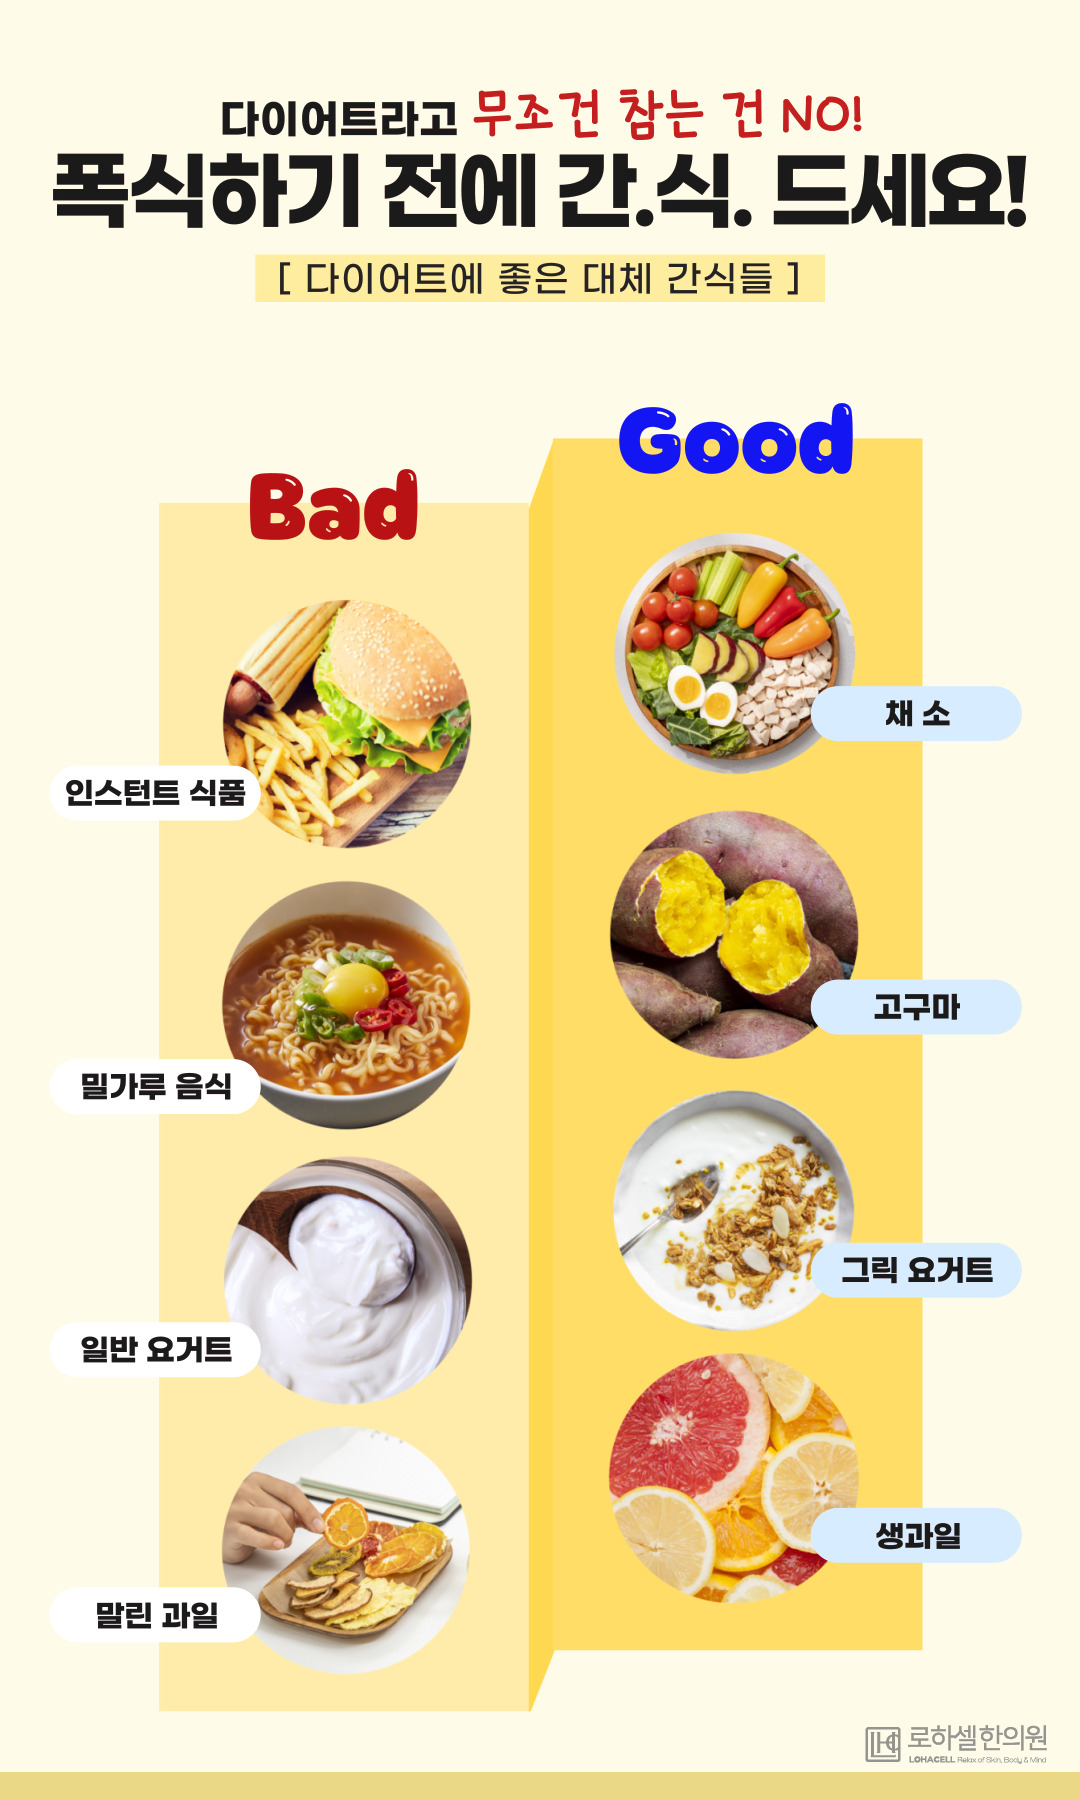 다이어트라고 무조건 참는 건 NO!
폭식하기 전에 간.식. 드세요!
[ 다이어트에 좋은 대체 간식들 ]
Bad
인스턴트 식품
밀가루 음식
일반 요거트
말린 과일
Good
채 소
고구마
그릭 요거트
생과일
로하셀한의원
LOHACELL Relax of Skin, Body & Mind